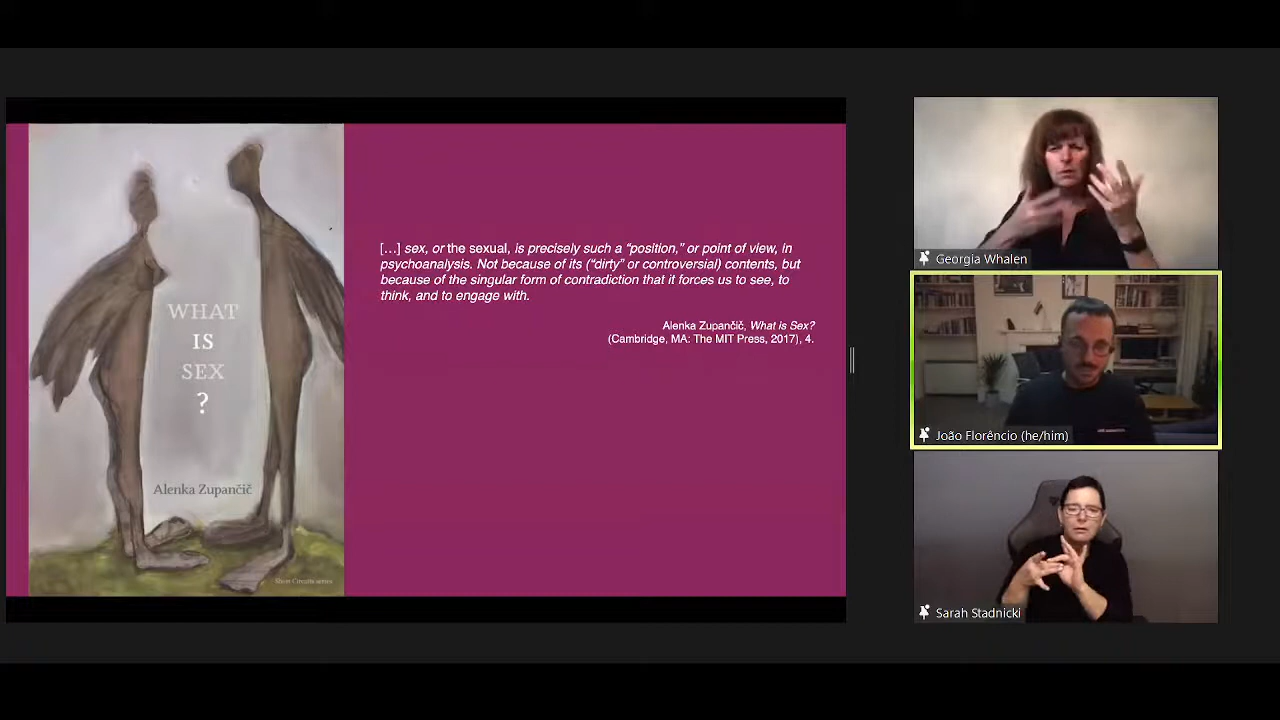 WHAT
IS
SEX
?
Alenka Zupančič
Short Circuits series
[…] sex, or the sexual, is precisely such a “position,” or point of view, in
psychoanalysis. Not because of its (“dirty” or controversial) contents, but
because of the singular form of contradiction that it forces us to see, to
think, and to engage with.
Alenka Zupančič, What is Sex?
(Cambridge, MA: The MIT Press, 2017), 4.
Georgia Whalen
João Florêncio (he/him)
Sarah Stadnicki